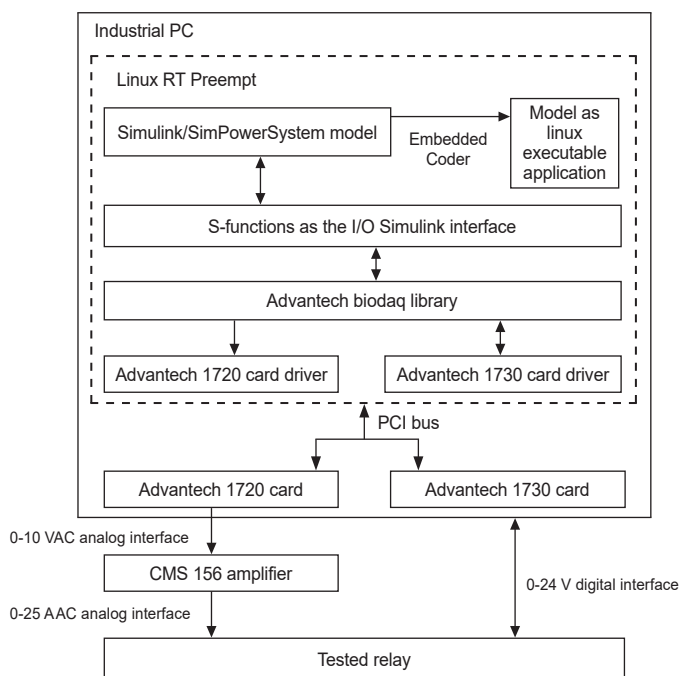 Industrial PC
Linux RT Preempt
Simulink/SimPowerSystem model
Embedded
Coder
Model as
linux
executable
application
S-functions as the I/O Simulink interface
Advantech biodaq library
Advantech 1720 card driver
Advantech 1730 card driver
PCI bus
Advantech 1720 card
Advantech 1730 card
0-10 VAC analog interface
CMS 156 amplifier
0-24 V digital interface
0-25 AAC analog interface
Tested relay